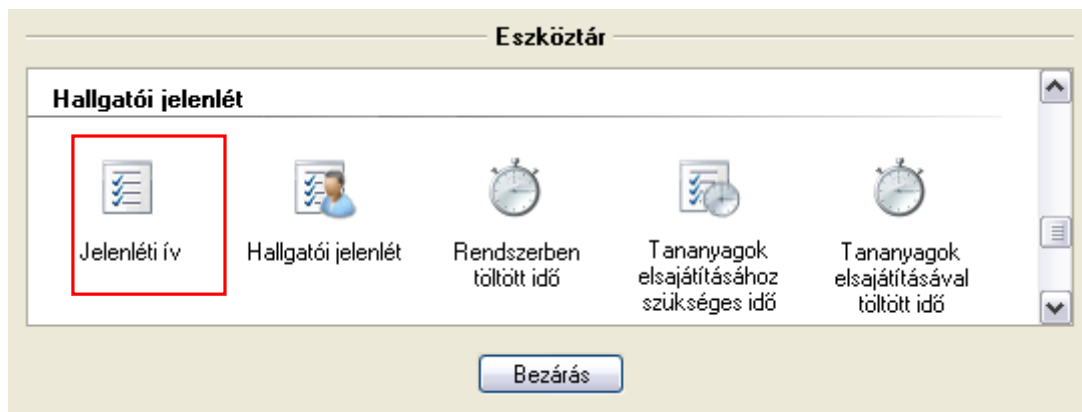 Eszköztár
Hallgatói jelenlét
Jelenléti ív
Hallgatói jelenlét
Rendszerben
töltött idő
Tananyagok
elsajátításához
szükséges idő
Tananyagok
elsajátításával
töltött idő
Bezárás